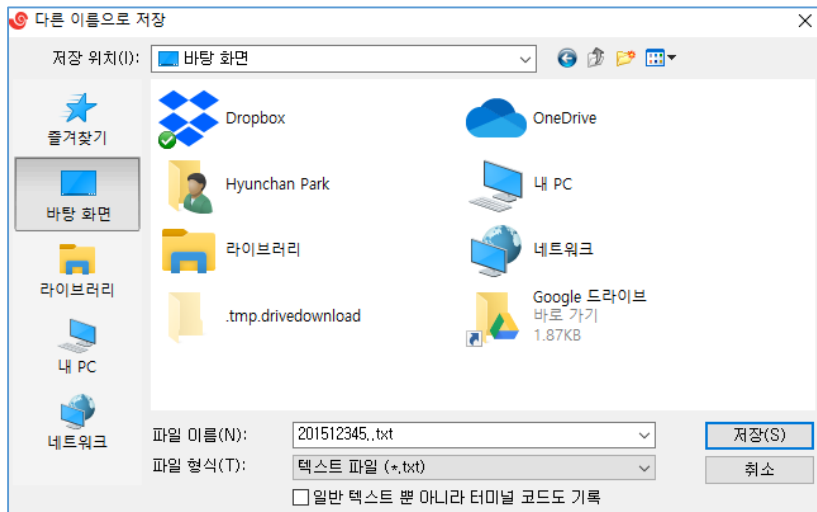 다른 이름으로 저장
저장 위치(I):
바탕 화면
즐겨찾기
바탕 화면
라이브러리
내 PC
네트워크
Dropbox
OneDrive
Hyunchan Park
내 PC
라이브러리
네트워크
.tmp.drivedownload
Google 드라이브
바로 가기
1.87KB
파일 이름(N):
201512345,.txt
저장(S)
파일 형식(T):
텍스트 파일 (*.txt)
취소
일반 텍스트 뿐 아니라 터미널 코드도 기록